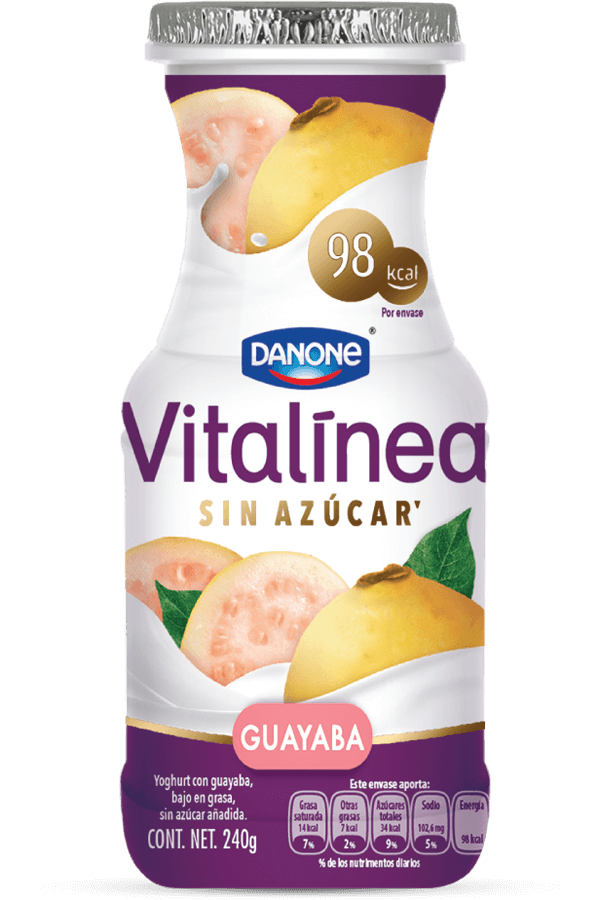 98
kcal
Por envase
DANONE
®
Vitalínea
SIN AZÚCAR
GUAYABA
Yoghurt con guayaba,
bajo en grasa,
sin azúcar añadida.
CONT. NET. 240g
Este envase aporta:
Grasa saturada 14 kcal 7%
Otras grasas 7 kcal 2%
Azúcares totales 34 kcal 9%
Sodio 102,6 mg 5%
Energía 98 kcal
% de los nutrimentos diarios